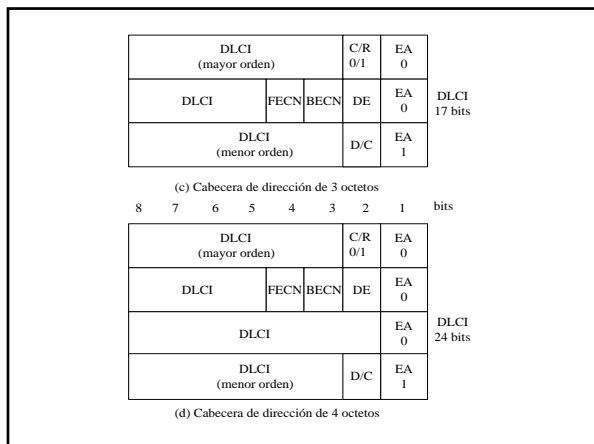 DLCI
(mayor orden)
C/R
0/1
EA
0
DLCI
FECN
BECN
DE
EA
0
DLCI
17 bits
DLCI
(menor orden)
D/C
EA
1
(c) Cabecera de dirección de 3 octetos
8 7 6 5 4 3 2 1 bits
DLCI
(mayor orden)
C/R
0/1
EA
0
DLCI
FECN
BECN
DE
EA
0
DLCI
EA
0
DLCI
24 bits
DLCI
(menor orden)
D/C
EA
1
(d) Cabecera de dirección de 4 octetos